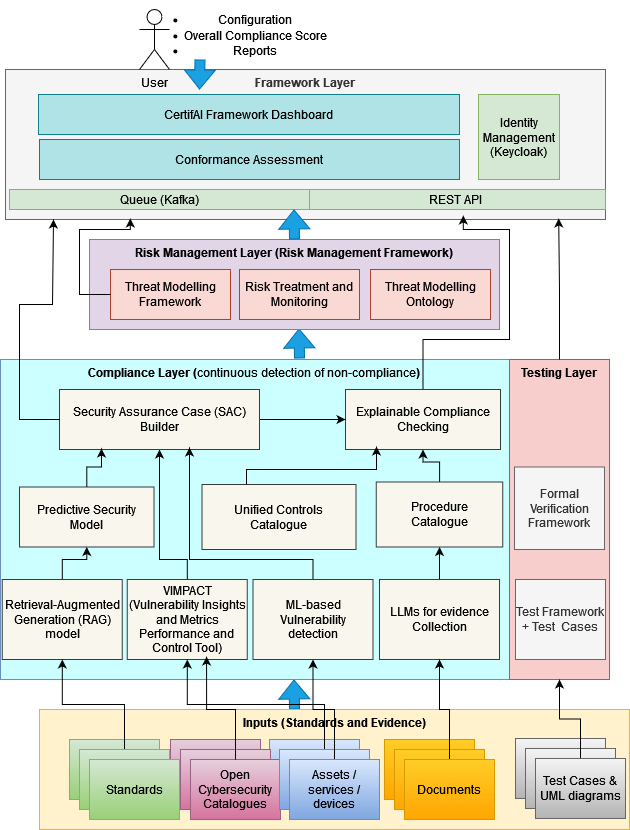 Configuration
Overall Compliance Score
Reports
User
Framework Layer
CertifAI Framework Dashboard
Conformance Assessment
Identity
Management
(Keycloak)
Queue (Kafka)
REST API
Risk Management Layer (Risk Management Framework)
Threat Modelling
Framework
Risk Treatment and
Monitoring
Threat Modelling
Ontology
Compliance Layer (continuous detection of non-compliance)
Testing Layer
Security Assurance Case (SAC)
Builder
Explainable Compliance
Checking
Predictive Security
Model
Unified Controls
Catalogue
Procedure
Catalogue
Formal
Verification
Framework
Retrieval-Augmented
Generation (RAG)
model
VIMPACT
(Vulnerability Insights
and Metrics
Performance and
Control Tool)
ML-based
Vulnerability
detection
LLMs for evidence
Collection
Test Framework
+ Test Cases
Inputs (Standards and Evidence)
Standards
Open
Cybersecurity
Catalogues
Assets /
services /
devices
Documents
Test Cases &
UML diagrams